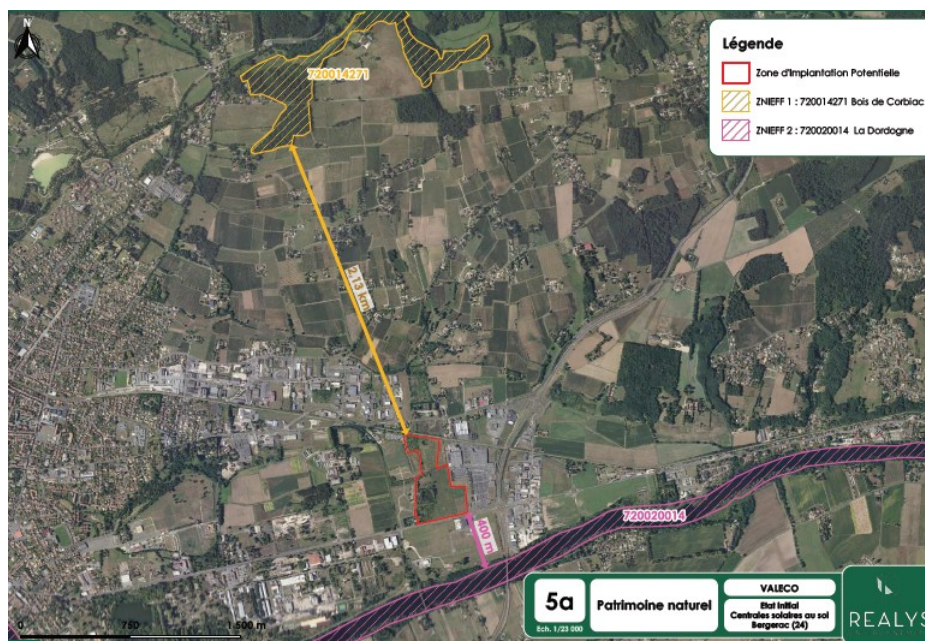 N
Légende
Zone d'Implantation Potentielle
ZNIEFF 1 : 720014271 Bois de Corbiac
ZNIEFF 2 : 720020014 La Dordogne
720014271
2.13 km
400 m
720020014
0 750 1 500 m
5a
Ech. 1/23 000
Patrimoine naturel
VALECO
Etat initial
Centrales solaires au sol
Bergerac (24)
REALYS